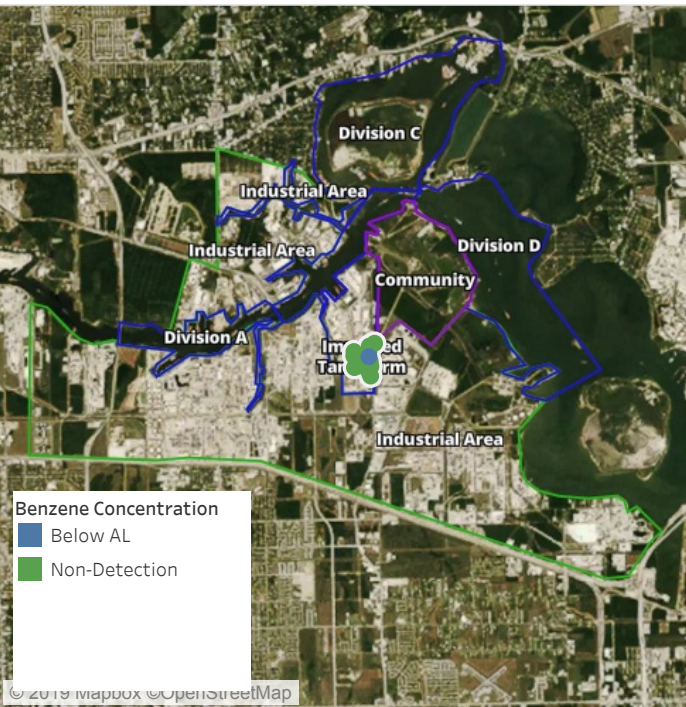 Division C
Industrial Area
Division D
Industrial Area
Community
Division A
Industrial Area
Benzene Concentration
Below AL
Non-Detection
© 2019 Mapbox ©OpenStreetMap